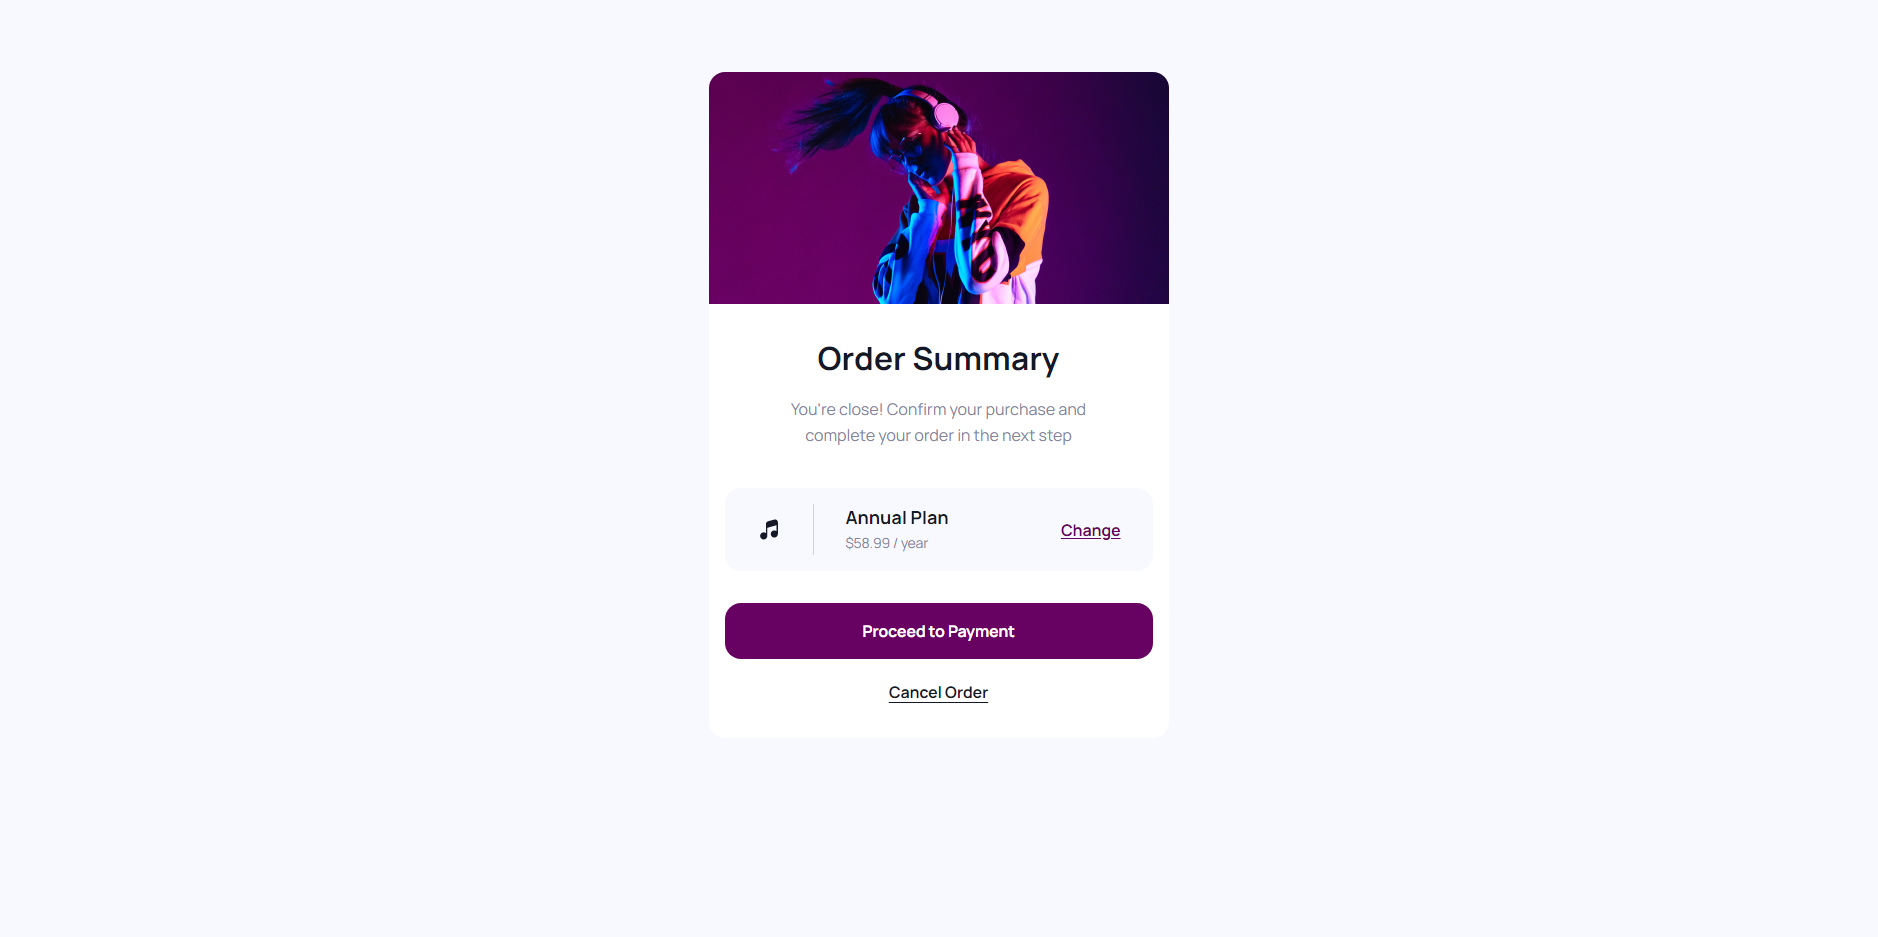 Order Summary
You're close! Confirm your purchase and
complete your order in the next step
Annual Plan
$58.99 / year
Change
Proceed to Payment
Cancel Order